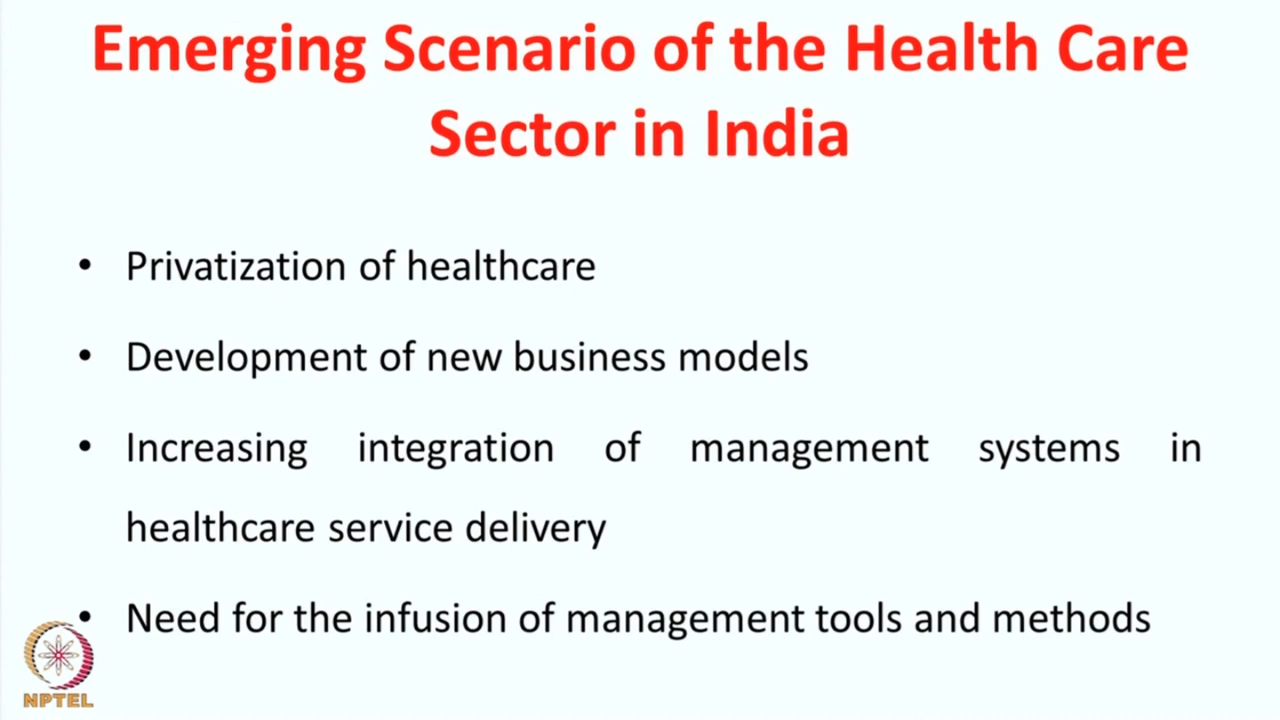 Emerging Scenario of the Health Care
Sector in India
• Privatization of healthcare
• Development of new business models
• Increasing integration of management systems in
healthcare service delivery
• Need for the infusion of management tools and methods
NPTEL